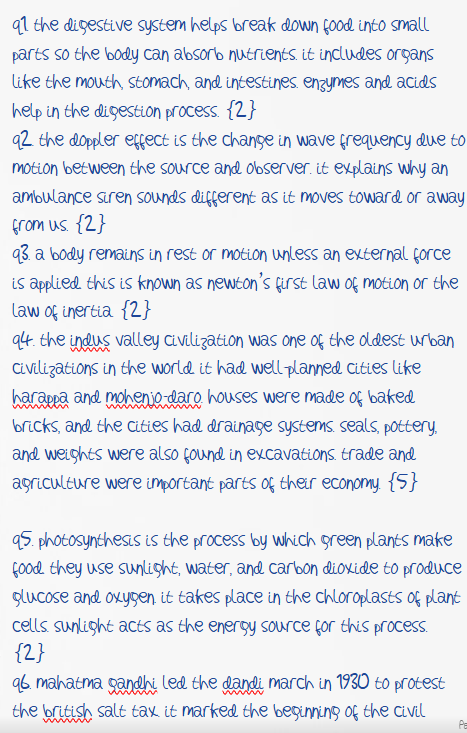 q1 the digestive system helps break down food into small
parts so the body can absorb nutrients. it includes organs
like the mouth, stomach, and intestines. enzymes and acids
help in the digestion process. {2}
q2. the doppler effect is the change in wave frequency due to
motion between the source and observer. it explains why an
ambulance siren sounds different as it moves toward or away
from us. {2}
q3. a body remains in rest or motion unless an external force
is applied. this is known as newton's first law of motion or the
law of inertia. {2}
q4. the indus valley civilization was one of the oldest urban
civilizations in the world. it had well-planned cities like
harappa and mohenjo-daro. houses were made of baked
bricks, and the cities had drainage systems. seals, pottery,
and weights were also found in excavations. trade and
agriculture were important parts of their economy. {5}
q5. photosynthesis is the process by which green plants make
food. they use sunlight, water, and carbon dioxide to produce
glucose and oxygen. it takes place in the chloroplasts of plant
cells. sunlight acts as the energy source for this process.
{2}
q6. mahatma gandhi led the dandi march in 1930 to protest
the british salt tax. it marked the beginning of the civil